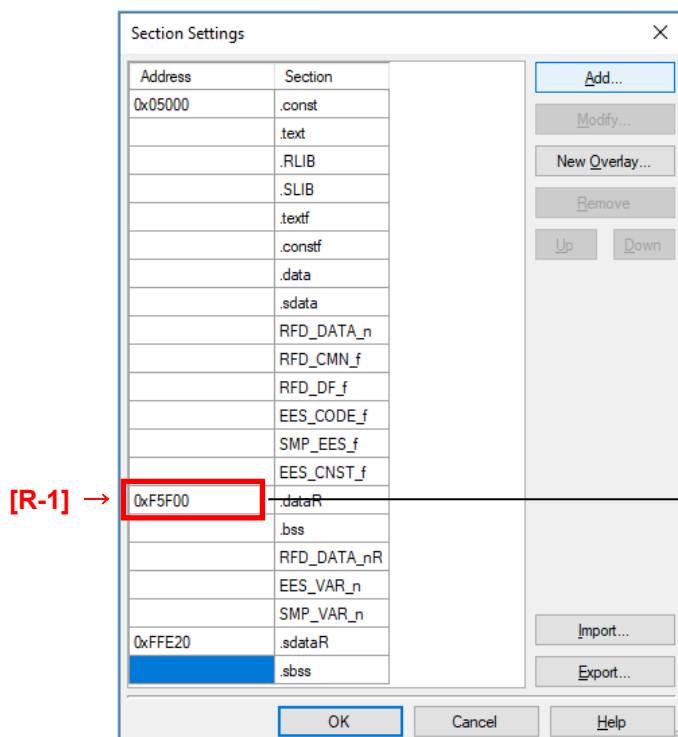 Section Settings
Address Section
Add...
0x05000 .const
Modify...
.text
.RLIB
New Overlay...
.SLIB
Remove
.textf
.constf
Up Down
.data
.sdata
RFD_DATA_n
RFD_CMN_f
RFD_DF_f
EES_CODE_f
SMP_EES_f
EES_CNST_f
[R-1] → 0xF5F00 .dataR
.bss
RFD_DATA_nR
EES_VAR_n
SMP_VAR_n
Import...
0xFFE20 .sdataR
.sbss
Export...
OK Cancel Help